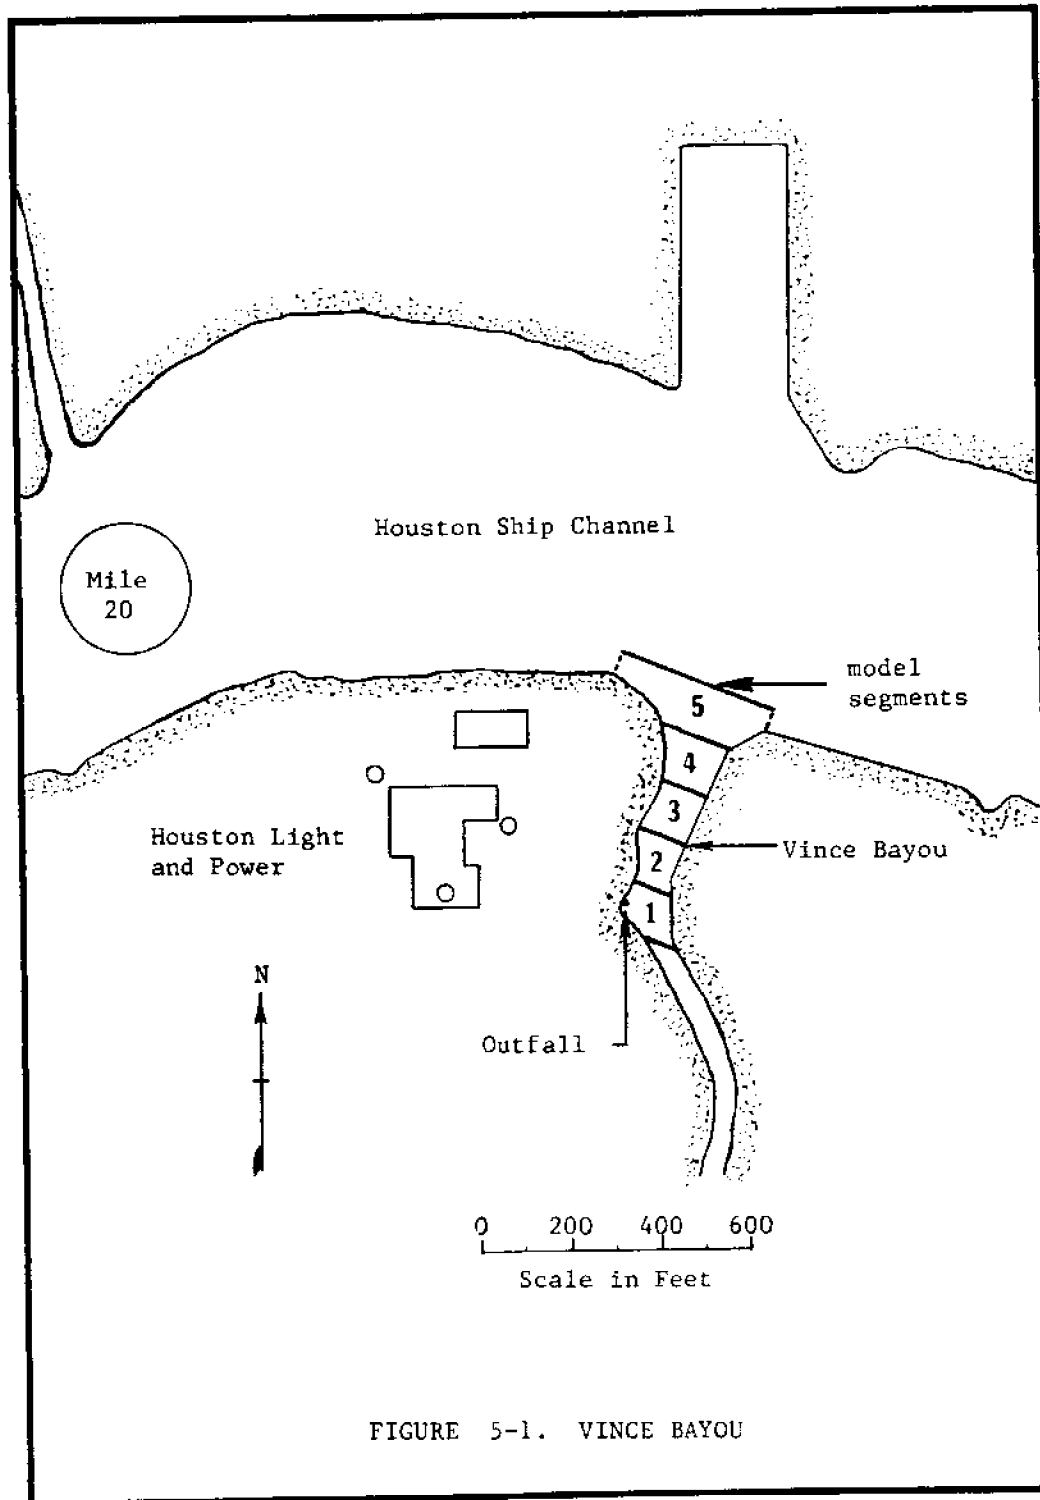 Houston Ship Channel
Mile
20
model
segments
5
4
3
2
1
Houston Light
and Power
Vince Bayou
N
Outfall
0 200 400 600
Scale in Feet
FIGURE 5-1. VINCE BAYOU